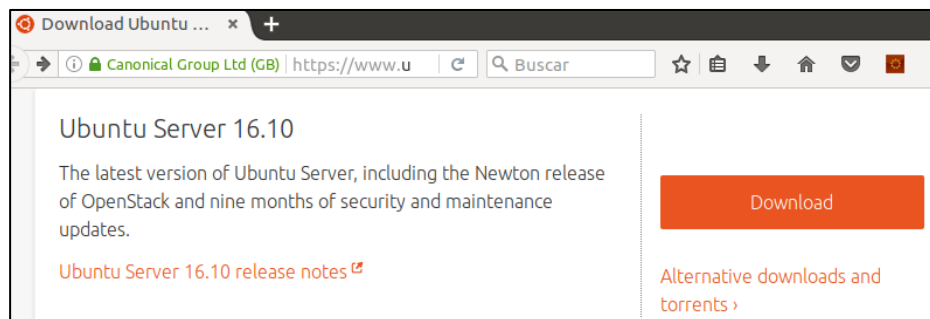 Download Ubuntu ...
Canonical Group Ltd (GB) https://www.u
Buscar
Ubuntu Server 16.10
The latest version of Ubuntu Server, including the Newton release
of OpenStack and nine months of security and maintenance
updates.
Ubuntu Server 16.10 release notes
Download
Alternative downloads and
torrents ›